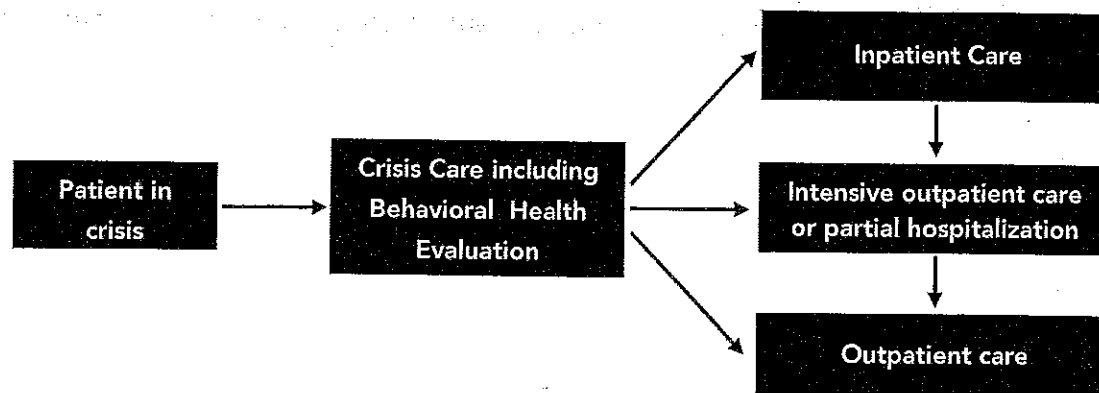 Patient in
crisis
Crisis Care including
Behavioral Health
Evaluation
Inpatient Care
Intensive outpatient care
or partial hospitalization
Outpatient care